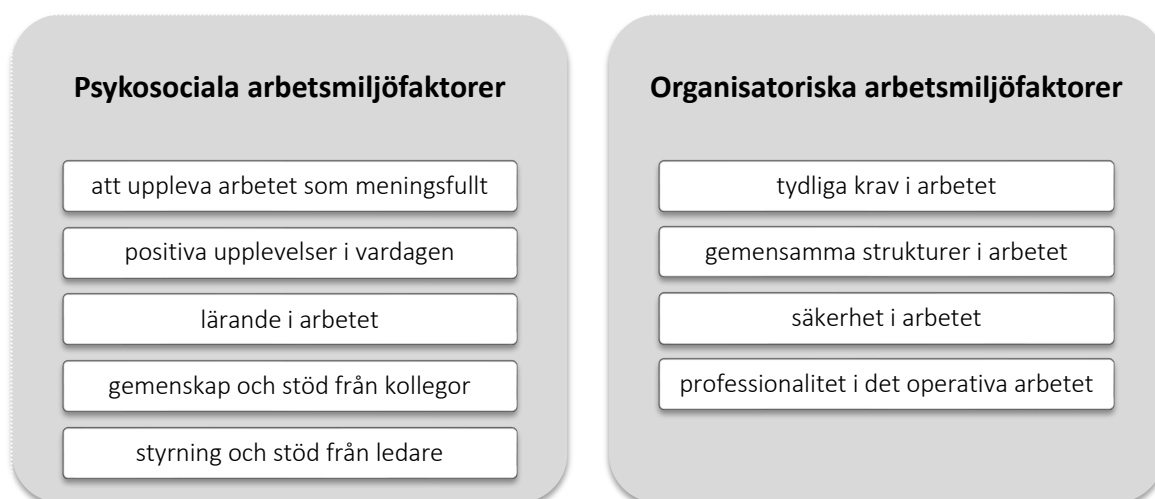 Psykosociala arbetsmiljöfaktorer
att uppleva arbetet som meningsfullt
positiva upplevelser i vardagen
lärande i arbetet
gemenskap och stöd från kollegor
styrning och stöd från ledare
Organisatoriska arbetsmiljöfaktorer
tydliga krav i arbetet
gemensamma strukturer i arbetet
säkerhet i arbetet
professionalitet i det operativa arbetet